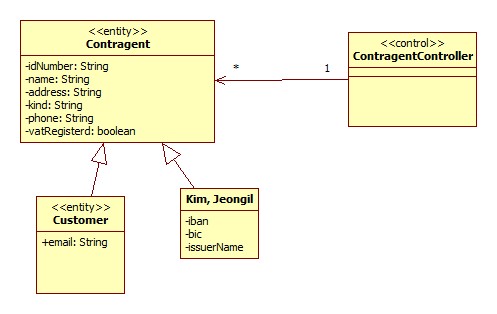 <<entity>>
Contragent
-idNumber: String
-name: String
-address: String
-kind: String
-phone: String
-vatRegisterd: boolean
* 1
<<control>>
ContragentController
<<entity>>
Customer
+email: String
Kim, Jeongil
-iban
-bic
-issuerName